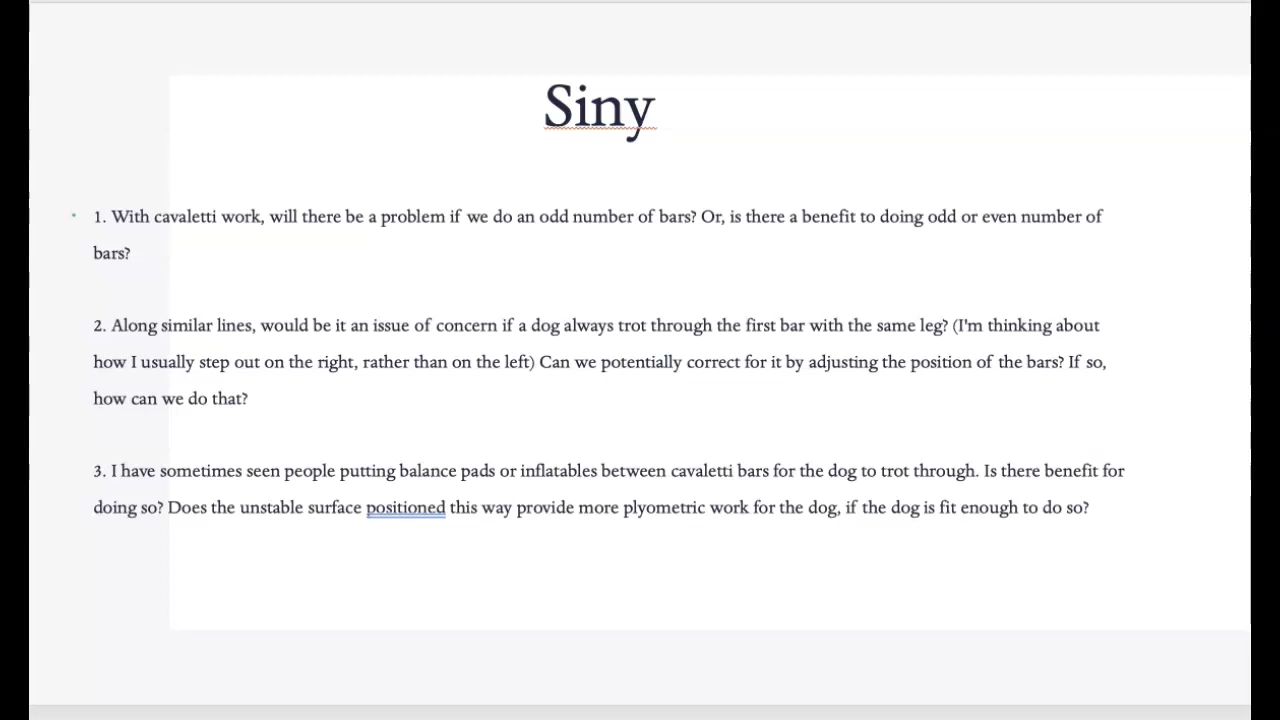 Siny
1. With cavaletti work, will there be a problem if we do an odd number of bars? Or, is there a benefit to doing odd or even number of
bars?
2. Along similar lines, would be it an issue of concern if a dog always trot through the first bar with the same leg? (I'm thinking about
how I usually step out on the right, rather than on the left) Can we potentially correct for it by adjusting the position of the bars? If so,
how can we do that?
3. I have sometimes seen people putting balance pads or inflatables between cavaletti bars for the dog to trot through. Is there benefit for
doing so? Does the unstable surface positioned this way provide more plyometric work for the dog, if the dog is fit enough to do so?